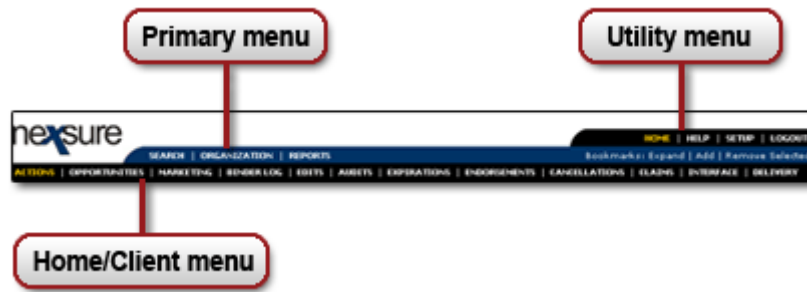 Primary menu
Utility menu
nexsure
HOME | HELP | SETUP | LOGOUT
SEARCH | ORGANIZATION | REPORTS
Bookmarks: Expand | Add | Remove Selected
ACTIONS | OPPORTUNITIES | MARKETING | BINDER LOG | EDITS | AUDITS | EXPIRATIONS | ENDORSEMENTS | CANCELLATIONS | CLAIMS | INTERFACE | DELIVERY
Home/Client menu